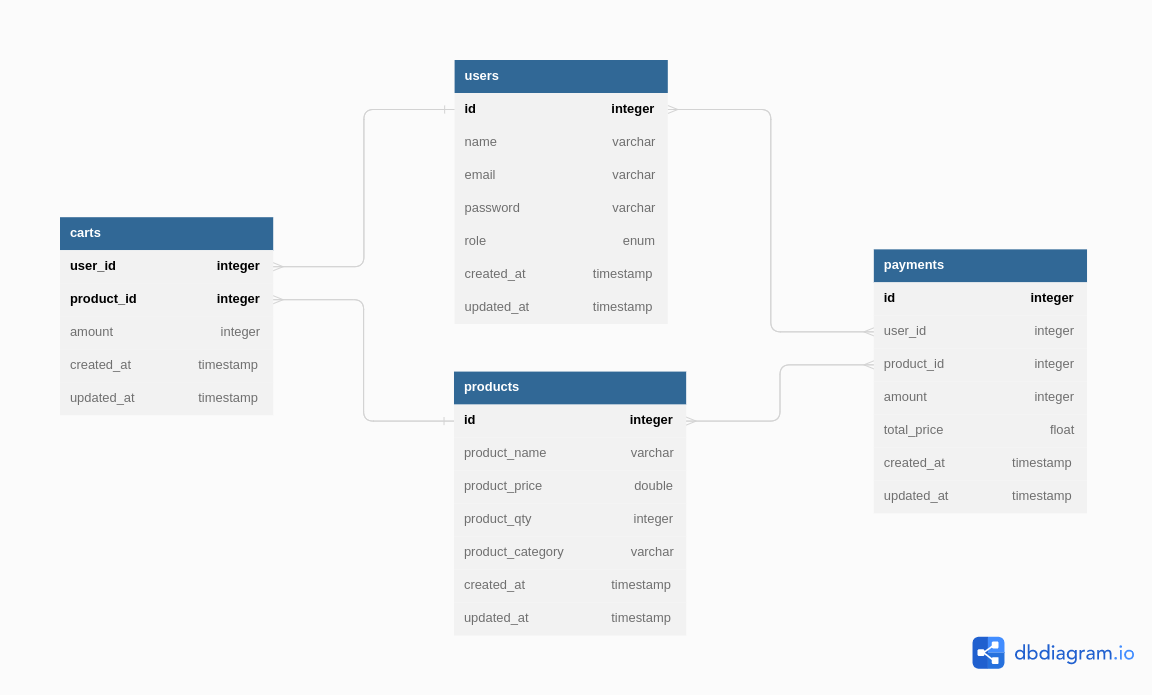 users
id integer
name varchar
email varchar
password varchar
role enum
created_at timestamp
updated_at timestamp
carts
user_id integer
product_id integer
amount integer
created_at timestamp
updated_at timestamp
products
id integer
product_name varchar
product_price double
product_qty integer
product_category varchar
created_at timestamp
updated_at timestamp
payments
id integer
user_id integer
product_id integer
amount integer
total_price float
created_at timestamp
updated_at timestamp
dbdiagram.io